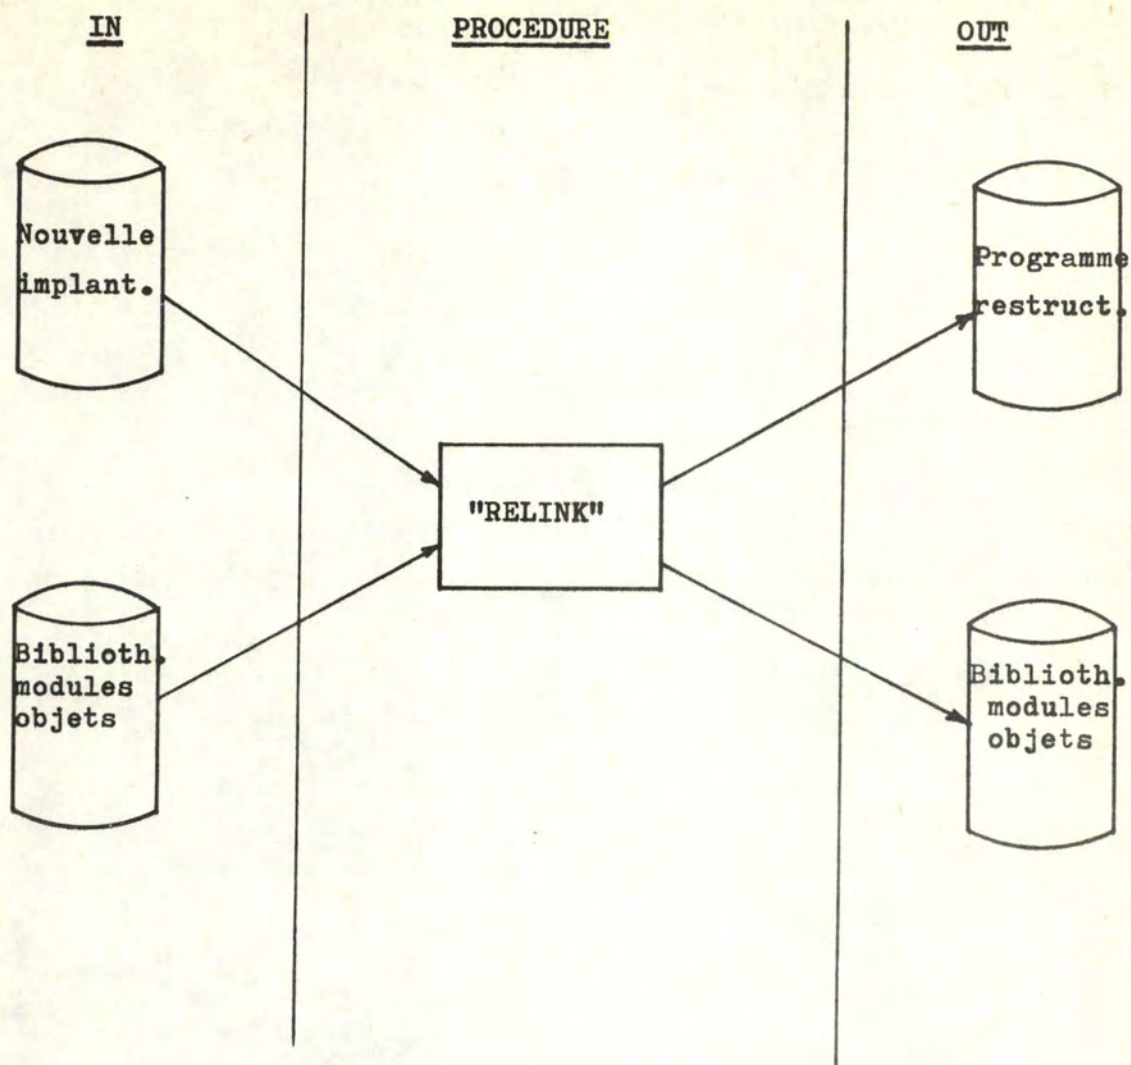 IN
PROCEDURE
OUT
Nouvelle
implant.
Biblioth.
modules
objets
"RELINK"
Programme
restruct.
Biblioth.
modules
objets